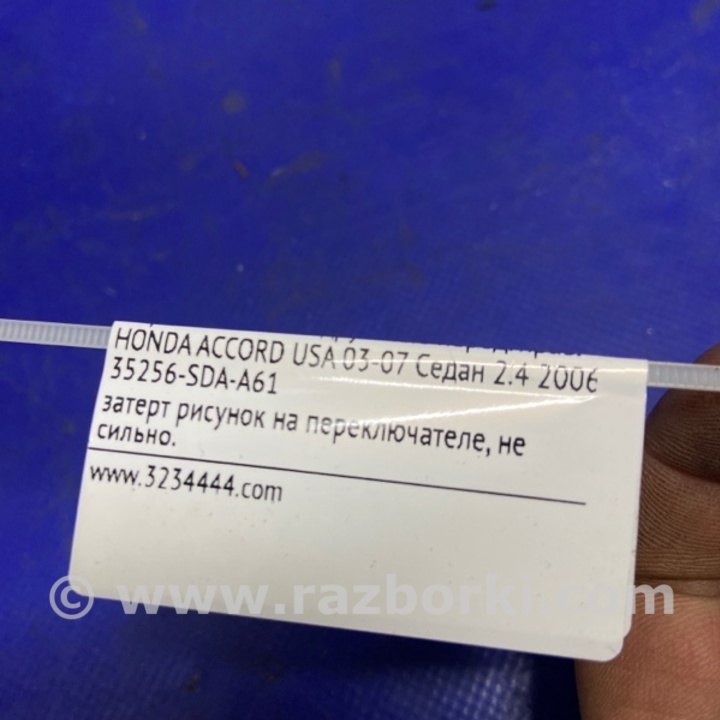 HONDA ACCORD USA 03-07 Седан 2.4 2006
35256-SDA-A61
затерт рисунок на переключателе, не
сильно.
www.3234444.com
© www.razborki.com